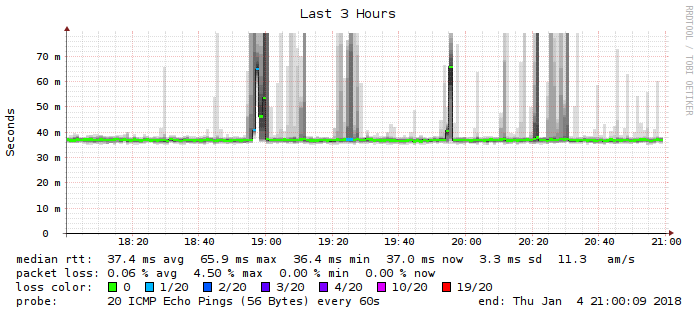 Last 3 Hours
RRDTOOL / TOBI OETIKER
Seconds
70 m
60 m
50 m
40 m
30 m
20 m
10 m
0
18:20 18:40 19:00 19:20 19:40 20:00 20:20 20:40 21:00
median rtt: 37.4 ms avg 65.9 ms max 36.4 ms min 37.0 ms now 3.3 ms sd 11.3 am/s
packet loss: 0.06 % avg 4.50 % max 0.00 % min 0.00 % now
loss color: 0 1/20 2/20 3/20 4/20 10/20 19/20
probe: 20 ICMP Echo Pings (56 Bytes) every 60s end: Thu Jan 4 21:00:09 2018